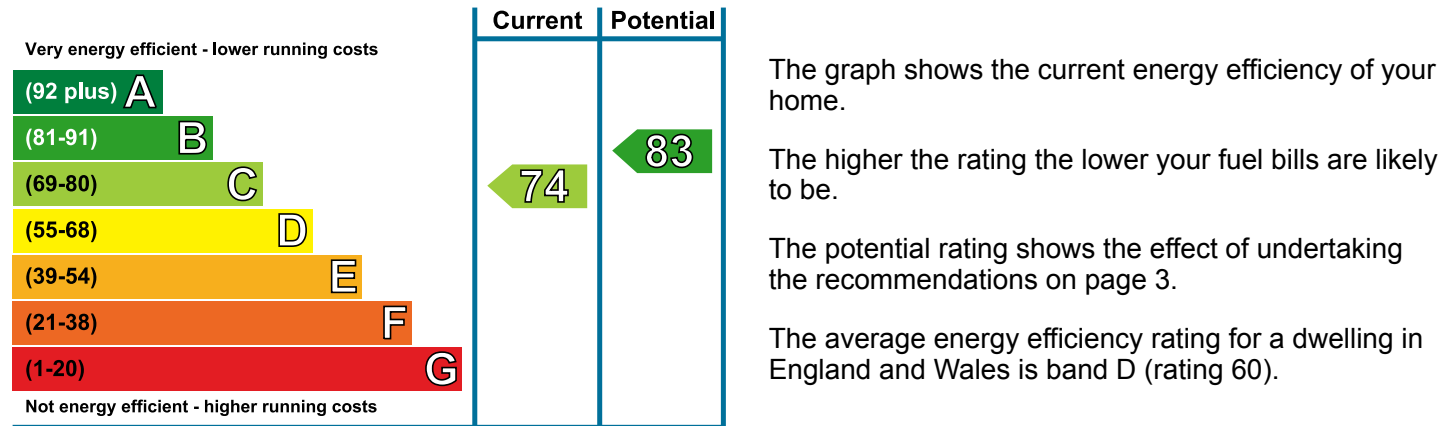 Current Potential
Very energy efficient - lower running costs
(92 plus) A
(81-91) B
83
(69-80) C
74
(55-68) D
(39-54) E
(21-38) F
(1-20) G
Not energy efficient - higher running costs
The graph shows the current energy efficiency of your
home.
The higher the rating the lower your fuel bills are likely
to be.
The potential rating shows the effect of undertaking
the recommendations on page 3.
The average energy efficiency rating for a dwelling in
England and Wales is band D (rating 60).